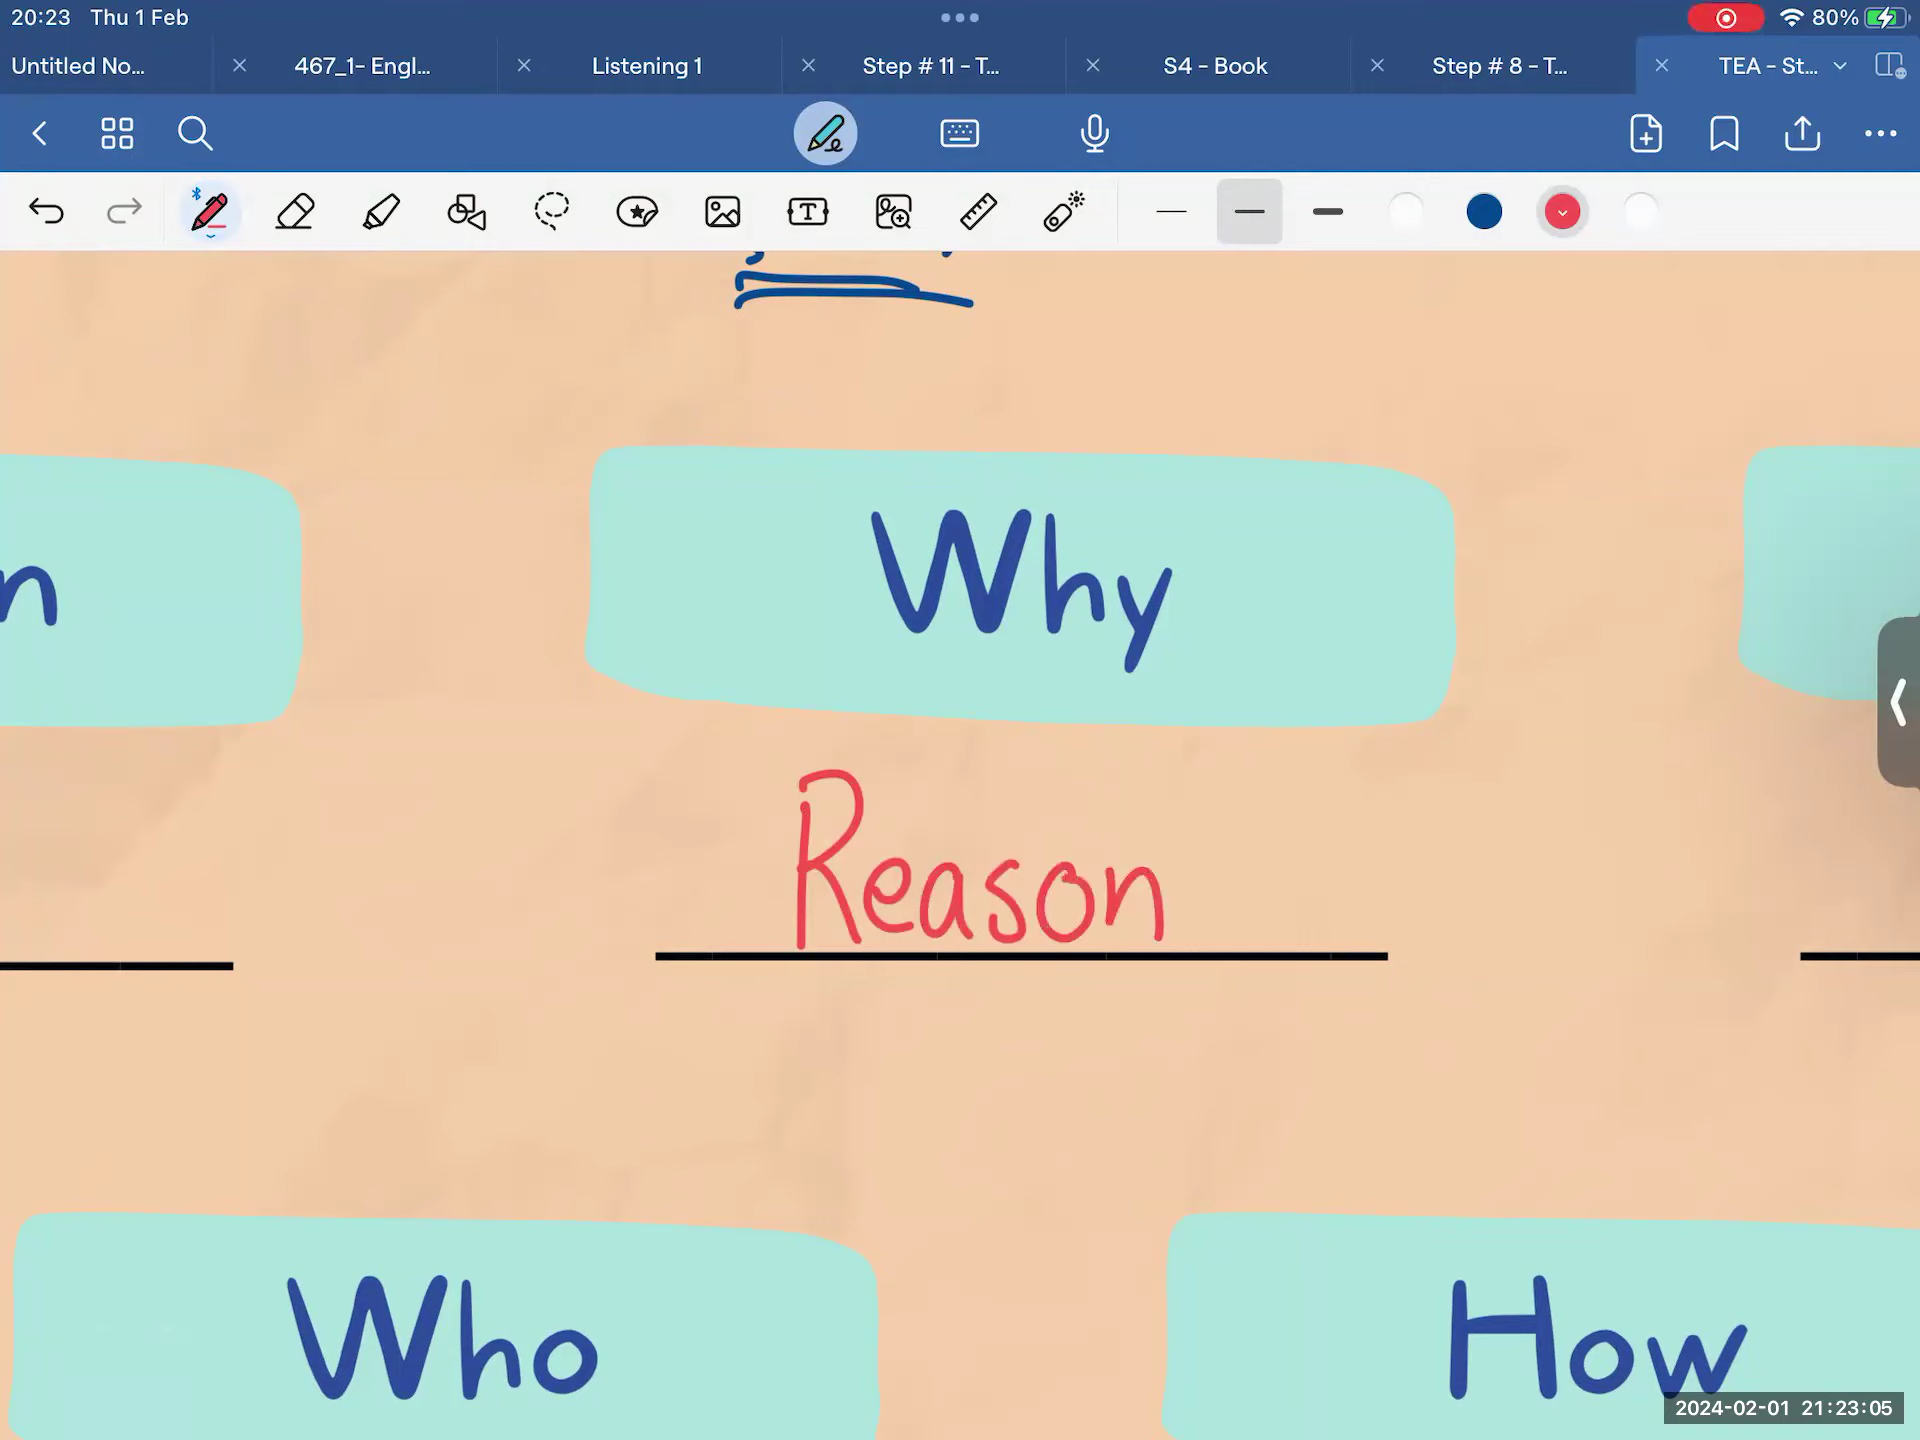 20:23 Thu 1 Feb 80%
Untitled No... 467_1- Engl... Listening 1 Step # 11 - T... S4 - Book Step # 8 - T... TEA - St...
n Why
Reason
Who How
2024-02-01 21:23:05